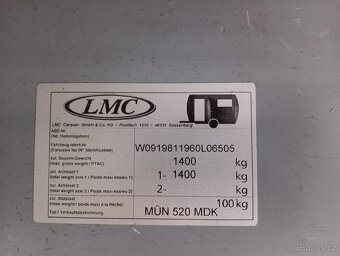 LMC
LMC Caravan GmbH & Co. KG - Postfach 1210 - 48331 Sassenberg
ABE-Nr.
(No. Homologation)
Fahrzeug-Ident-Nr. W0919811960L06505
(Chassis No./N° identification)
zul. Gesamt-Gewicht 1400 kg
(max. gross weight / PTAC)
zul. Achslast 1 1- 1400 kg
(total weight axle 1 / Poids maxi essieu 1)
zul. Achslast 2 2- kg
(total weight axle 2 / Poids maxi essieu 2)
zul. Stützlast 100 kg
(nose weight / Poids maxi à la flèche)
Typ / Verkaufsbezeichnung MÜN 520 MDK